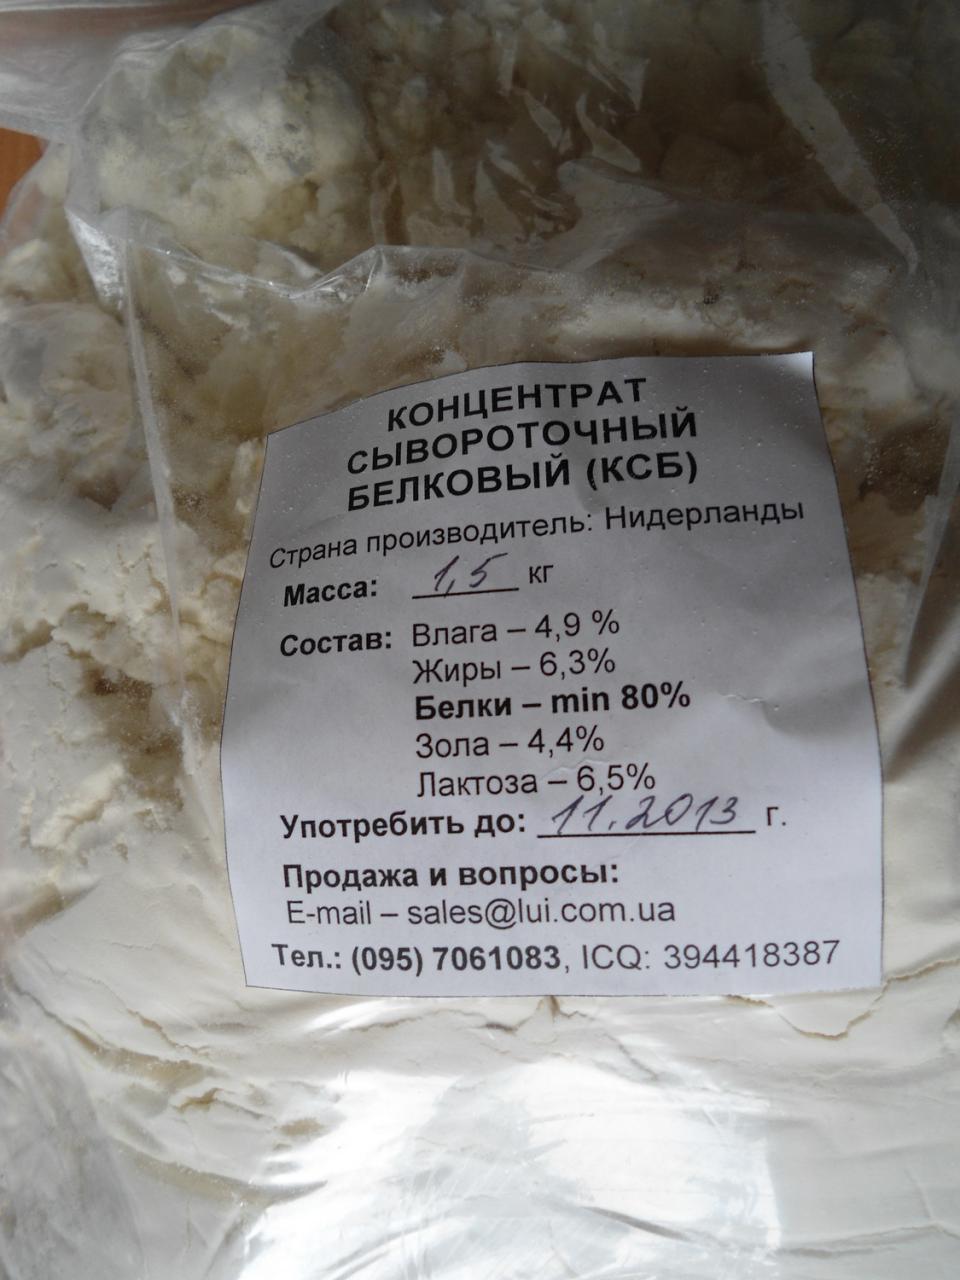 КОНЦЕНТРАТ
СЫВОРОТОЧНЫЙ
БЕЛКОВЫЙ (КСБ)
Страна производитель: Нидерланды
Масса: 1,5 кг
Состав: Влага – 4,9 %
Жиры – 6,3%
Белки – min 80%
Зола – 4,4%
Лактоза – 6,5%
Употребить до: 11.2013 г.
Продажа и вопросы:
E-mail – sales@lui.com.ua
Тел.: (095) 7061083, ICQ: 394418387